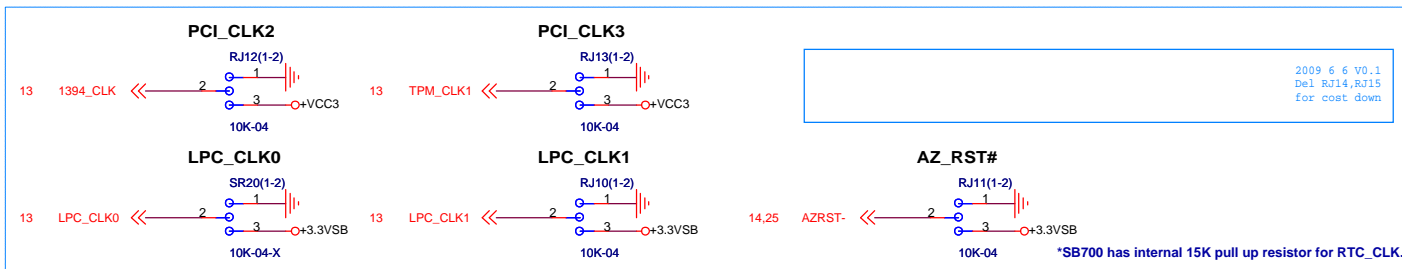 PCI_CLK2
RJ12(1-2)
1
13 1394_CLK 2
3 +VCC3
10K-04
PCI_CLK3
RJ13(1-2)
1
13 TPM_CLK1 2
3 +VCC3
10K-04
2009 6 6 V0.1
Del RJ14,RJ15
for cost down
LPC_CLK0
SR20(1-2)
1
13 LPC_CLK0 2
3 +3.3VSB
10K-04-X
LPC_CLK1
RJ10(1-2)
1
13 LPC_CLK1 2
3 +3.3VSB
10K-04
AZ_RST#
RJ11(1-2)
1
14,25 AZRST- 2
3 +3.3VSB
10K-04
*SB700 has internal 15K pull up resistor for RTC_CLK.